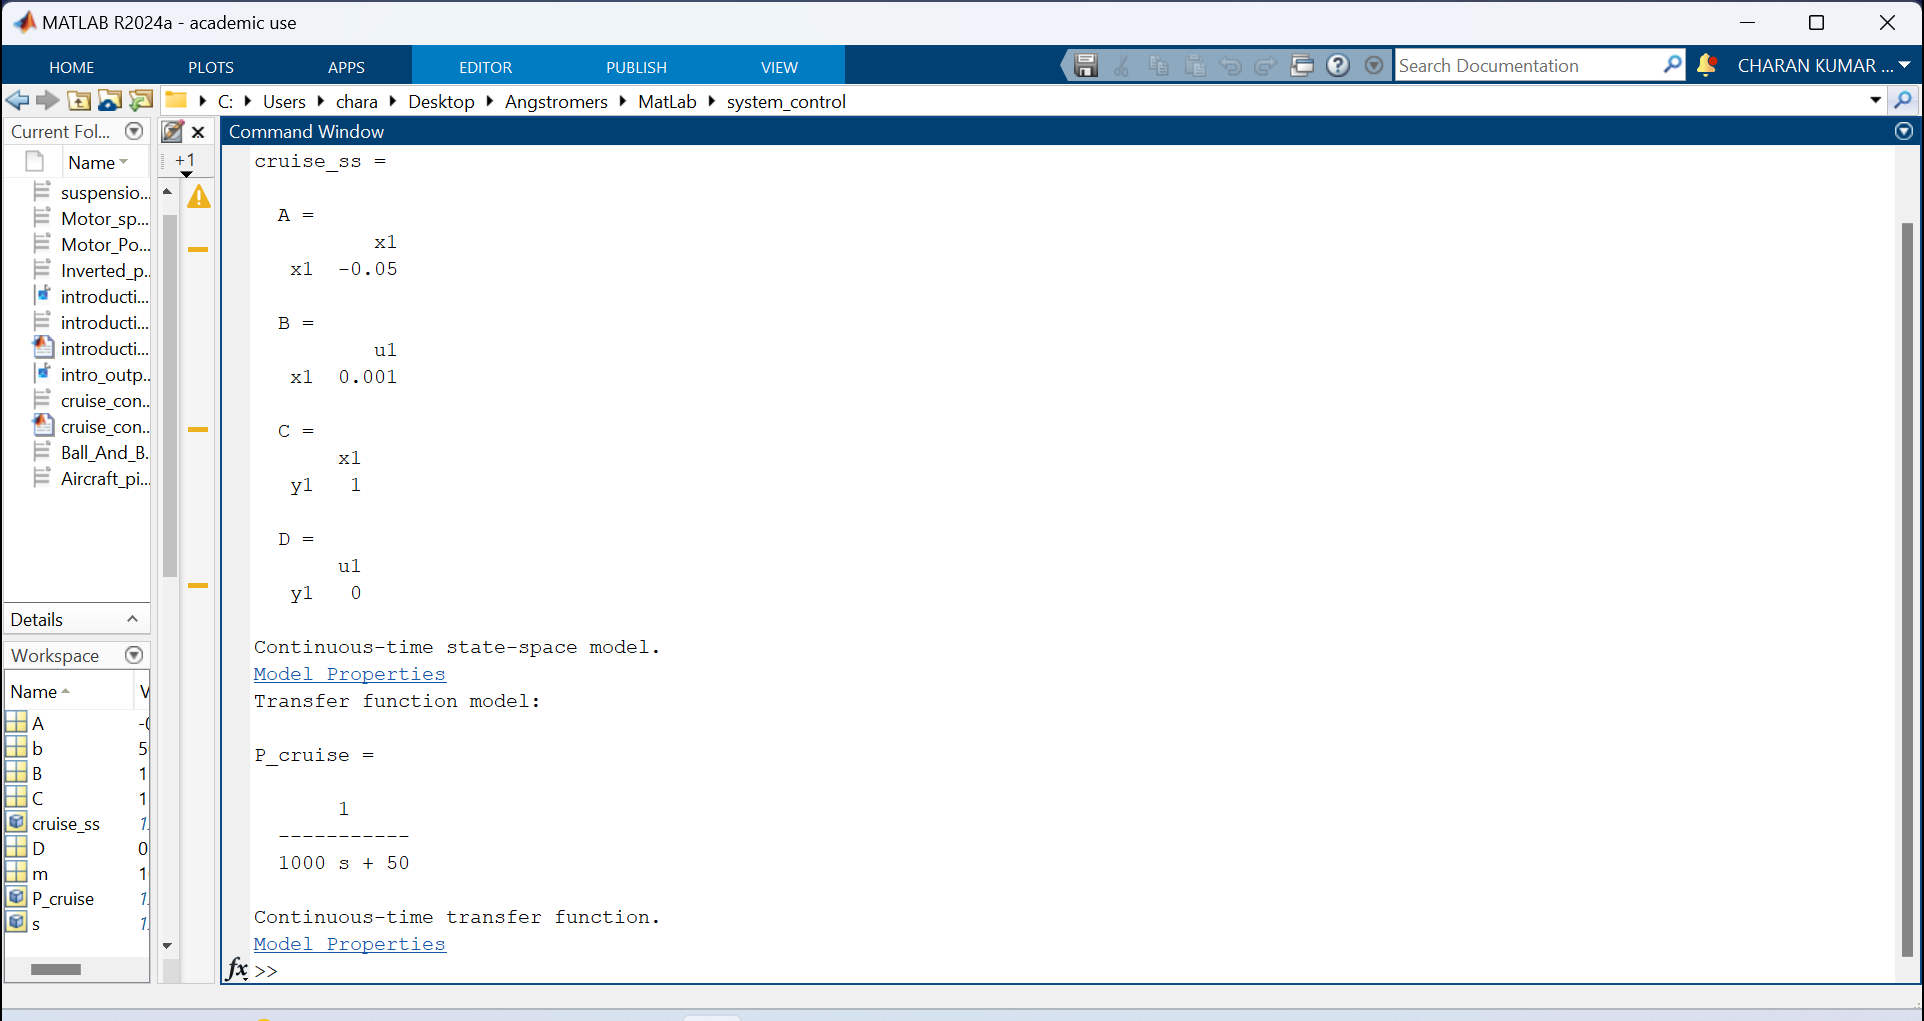 MATLAB R2024a - academic use
HOME PLOTS APPS EDITOR PUBLISH VIEW
Search Documentation
CHARAN KUMAR ...
C: Users chara Desktop Angstromers MatLab system_control
Current Fol...
Name
suspensio...
Motor_sp...
Motor_Po...
Inverted_p..
introducti...
introducti...
introducti...
intro_outp..
cruise_con..
cruise_con..
Ball_And_B.
Aircraft_pi...
Details
Workspace
Name V
A -0
b 5
B 1
C 1
cruise_ss 1.
D 0
m 1
P_cruise 1.
s 1.
+1
Command Window
cruise_ss =
A =
x1
x1 -0.05
B =
u1
x1 0.001
C =
x1
y1 1
D =
u1
y1 0
Continuous-time state-space model.
Model Properties
Transfer function model:
P_cruise =
1
-----------
1000 s + 50
Continuous-time transfer function.
Model Properties
fx >>